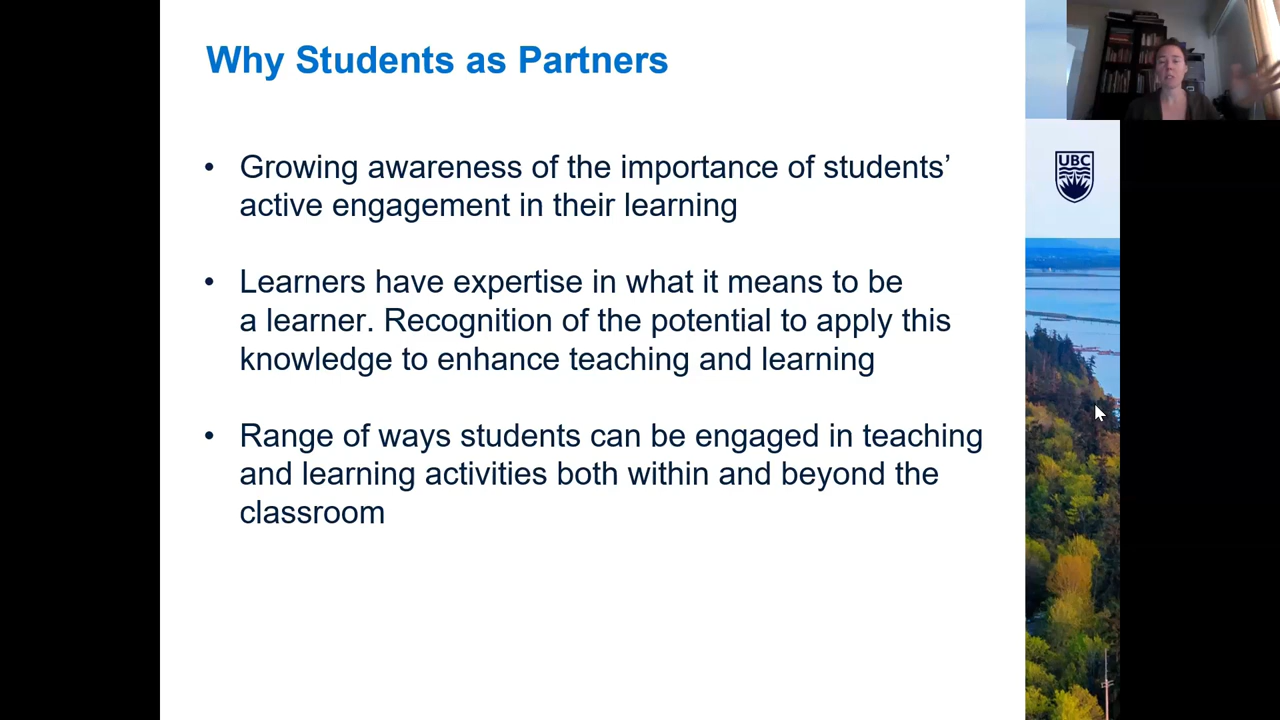 Why Students as Partners
• Growing awareness of the importance of students’
active engagement in their learning
• Learners have expertise in what it means to be
a learner. Recognition of the potential to apply this
knowledge to enhance teaching and learning
• Range of ways students can be engaged in teaching
and learning activities both within and beyond the
classroom
UBC